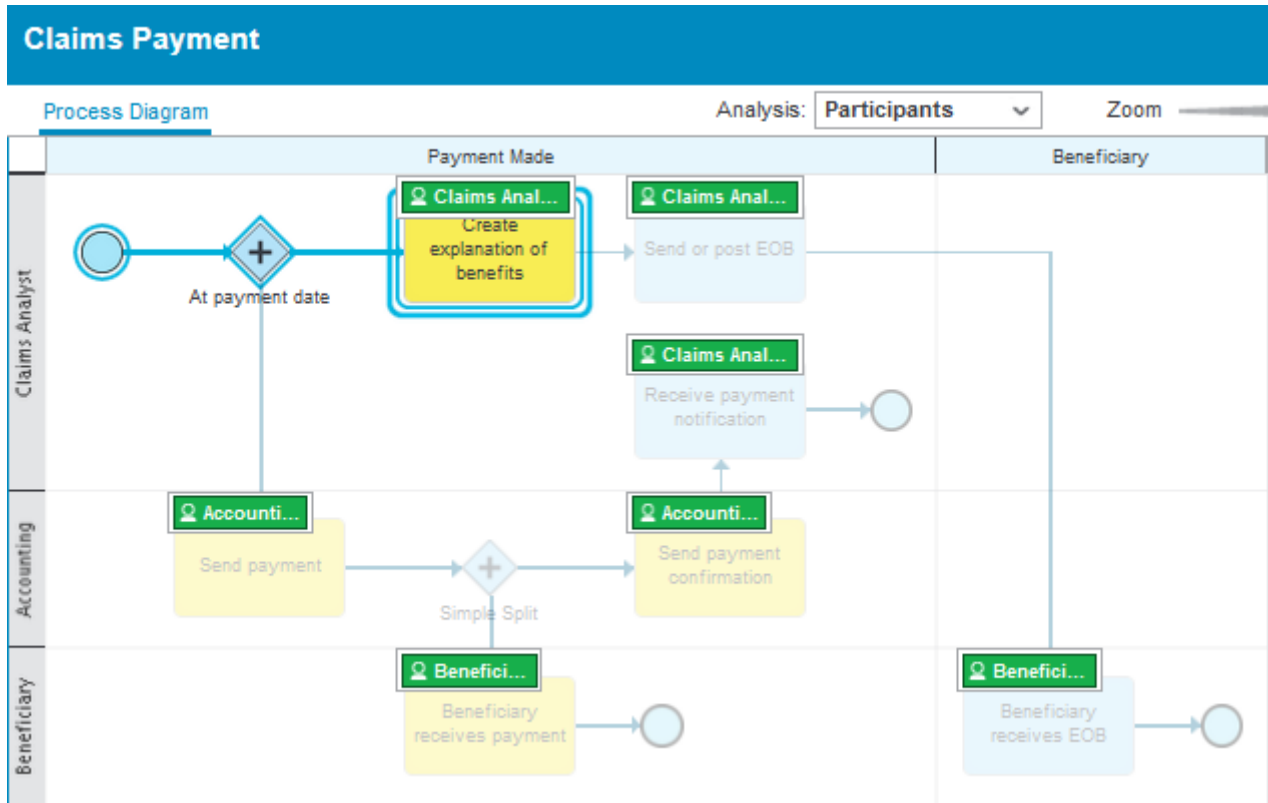 Claims Payment
Process Diagram
Analysis: Participants
Zoom
Payment Made
Beneficiary
Claims Analyst
Claims Anal...
Create
explanation of
benefits
Claims Anal...
Send or post EOB
At payment date
Claims Anal...
Receive payment
notification
Accounting
Accounti...
Send payment
Simple Split
Accounti...
Send payment
confirmation
Beneficiary
Benefici...
Beneficiary
receives payment
Benefici...
Beneficiary
receives EOB